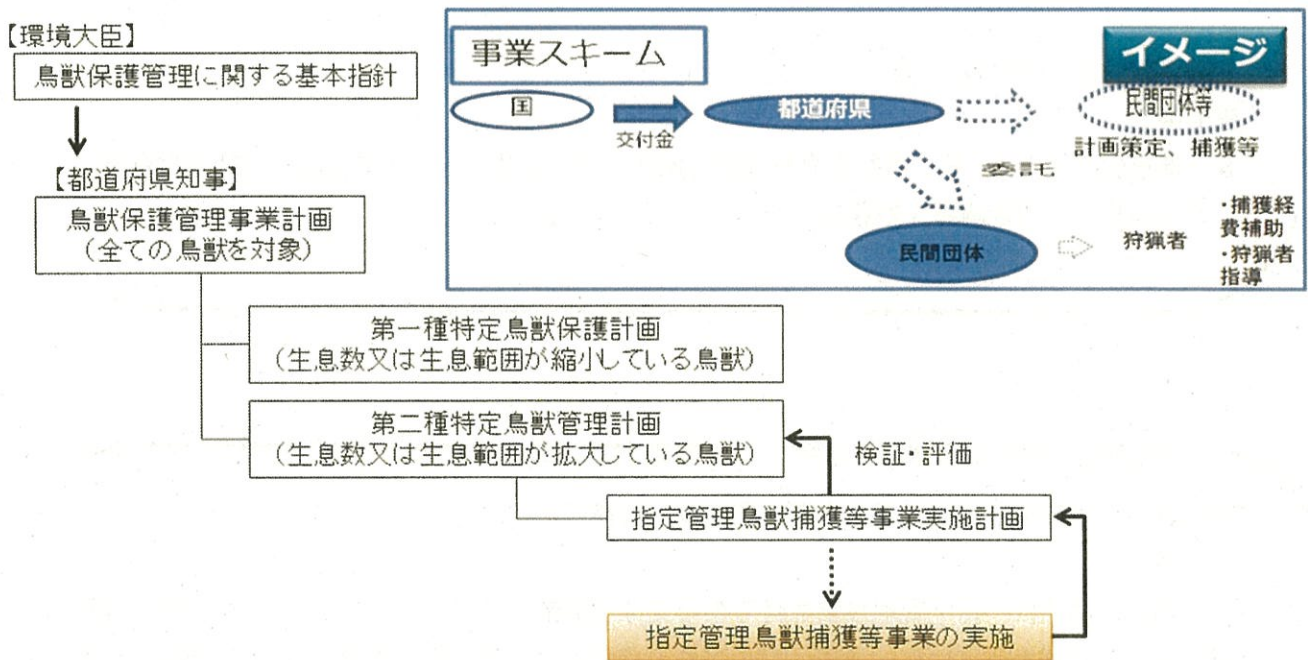 【環境大臣】
鳥獣保護管理に関する基本指針
【都道府県知事】
鳥獣保護管理事業計画
(全ての鳥獣を対象)
第一種特定鳥獣保護計画
(生息数又は生息範囲が縮小している鳥獣)
第二種特定鳥獣管理計画
(生息数又は生息範囲が拡大している鳥獣)
検証・評価
指定管理鳥獣捕獲等事業実施計画
指定管理鳥獣捕獲等事業の実施
事業スキーム
イメージ
国
交付金
都道府県
民間団体等
計画策定、捕獲等
委託
民間団体
狩猟者
・捕獲経
費補助
・狩猟者
指導